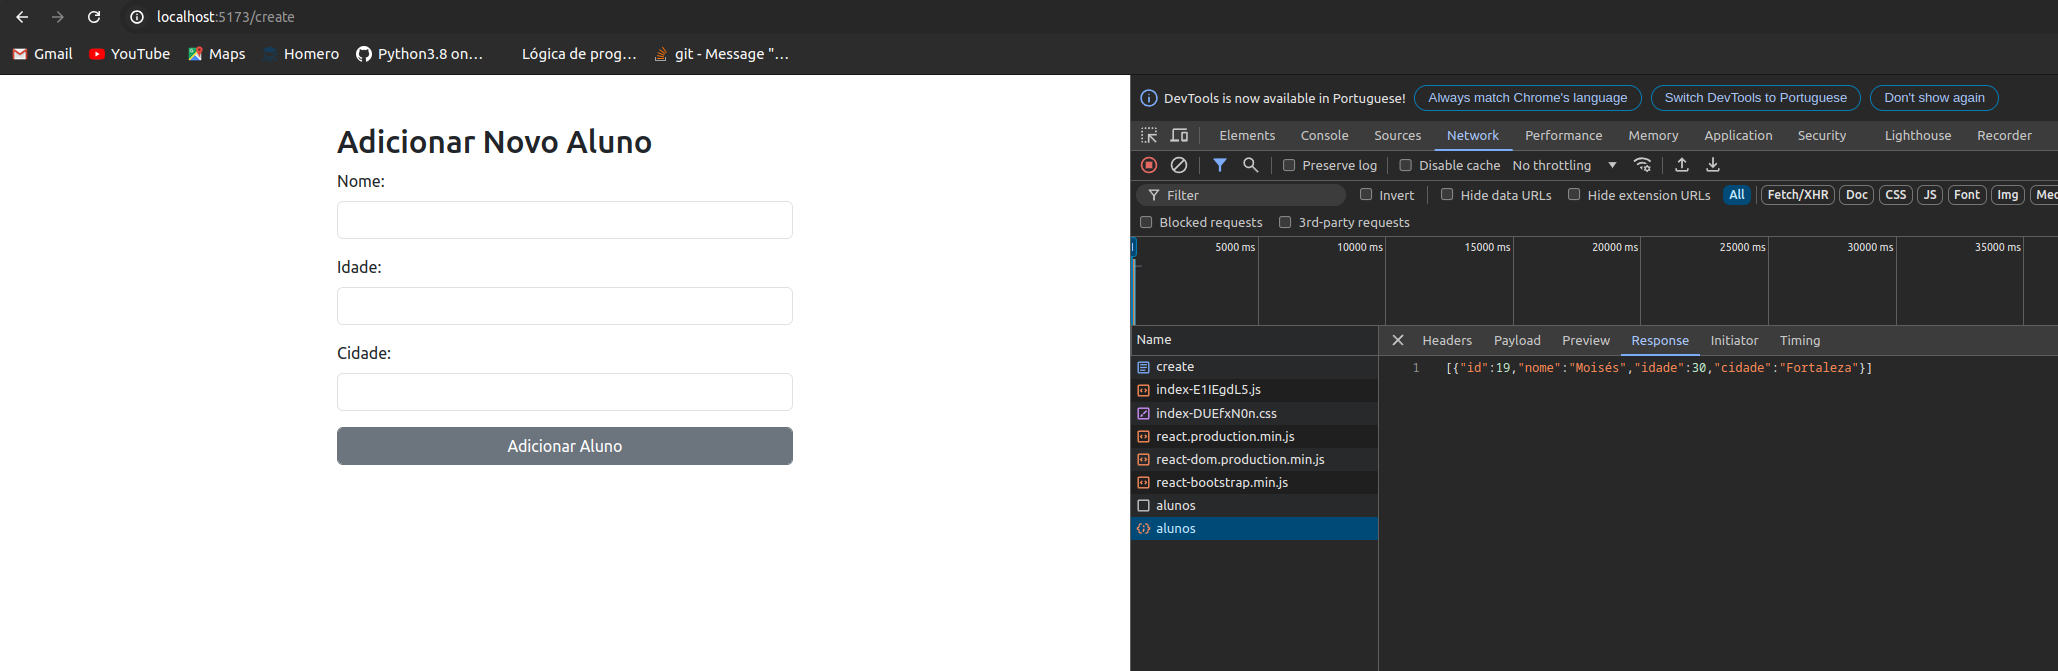 localhost:5173/create
Gmail YouTube Maps Homero Python3.8 on... Lógica de prog... git - Message "...
Adicionar Novo Aluno
Nome:
Idade:
Cidade:
Adicionar Aluno
DevTools is now available in Portuguese! Always match Chrome's language Switch DevTools to Portuguese Don't show again
Elements Console Sources Network Performance Memory Application Security Lighthouse Recorder
Preserve log Disable cache No throttling
Filter Invert Hide data URLs Hide extension URLs All Fetch/XHR Doc CSS JS Font Img Mec
Blocked requests 3rd-party requests
5000 ms 10000 ms 15000 ms 20000 ms 25000 ms 30000 ms 35000 ms
Name Headers Payload Preview Response Initiator Timing
create
index-E1IEgdL5.js
index-DUEfxN0n.css
react.production.min.js
react-dom.production.min.js
react-bootstrap.min.js
alunos
alunos
1 [{"id":19,"nome":"Moisés","idade":30,"cidade":"Fortaleza"}]